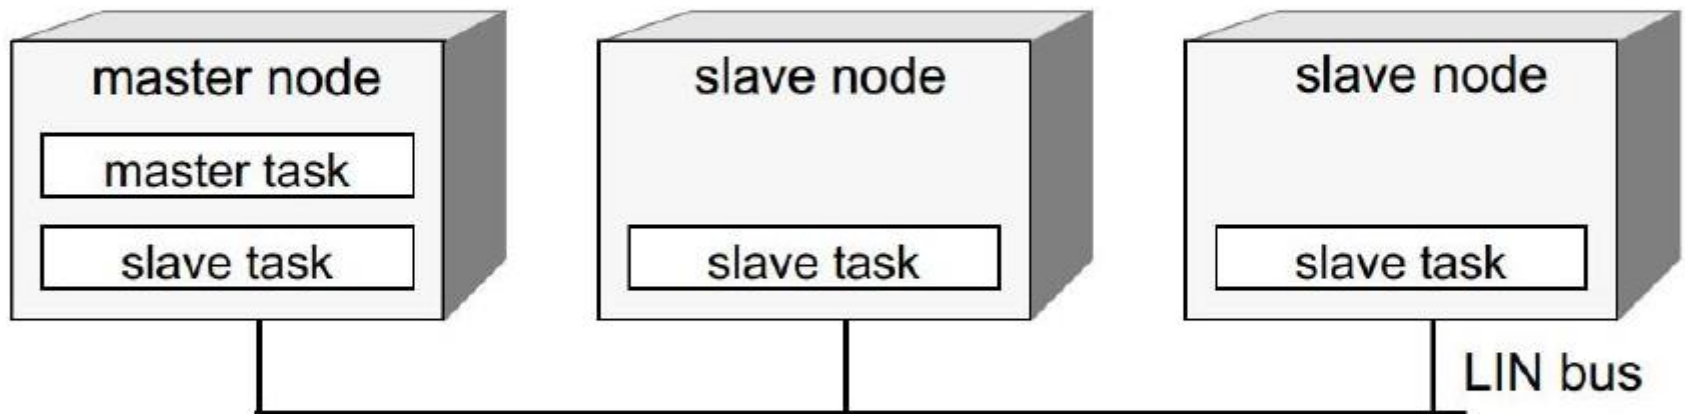 master node
master task
slave task
slave node
slave task
slave node
slave task
LIN bus